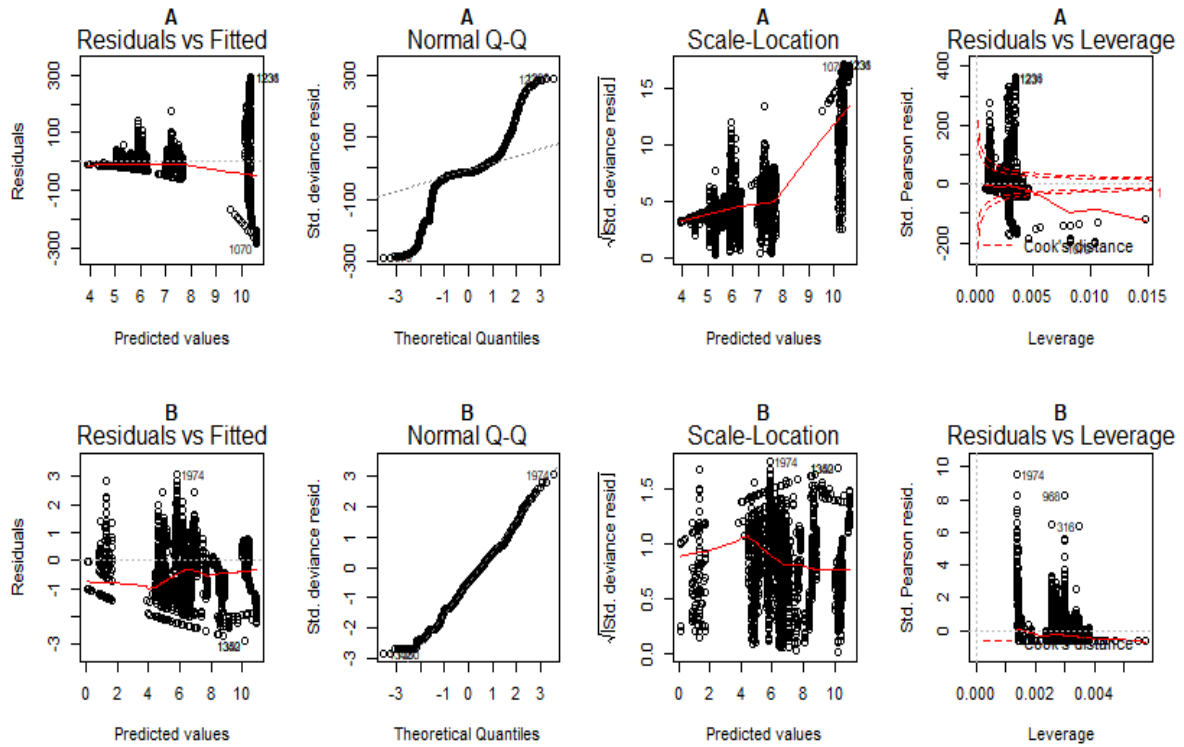 A
Residuals vs Fitted
Residuals
300
100
-100
-300
1070
4 5 6 7 8 9 10
Predicted values
A
Normal Q-Q
Std. deviance resid.
300
100
-100
-300
-3 -1 0 1 2 3
Theoretical Quantiles
A
Scale-Location
√|Std. deviance resid.|
15
10
5
0
4 5 6 7 8 9 10
Predicted values
A
Residuals vs Leverage
Std. Pearson resid.
400
200
0
-200
Cook's distance
1
0.000 0.005 0.010 0.015
Leverage
B
Residuals vs Fitted
Residuals
3
2
1
0
-1
-3
1974
0 2 4 6 8 10
Predicted values
B
Normal Q-Q
Std. deviance resid.
3
2
1
0
-1
-2
-3
1974
-3 -1 0 1 2 3
Theoretical Quantiles
B
Scale-Location
√|Std. deviance resid.|
1.5
1.0
0.5
0.0
1974
0 2 4 6 8 10
Predicted values
B
Residuals vs Leverage
Std. Pearson resid.
10
8
6
4
2
0
1974
968
316
Cook's distance
0.000 0.002 0.004
Leverage